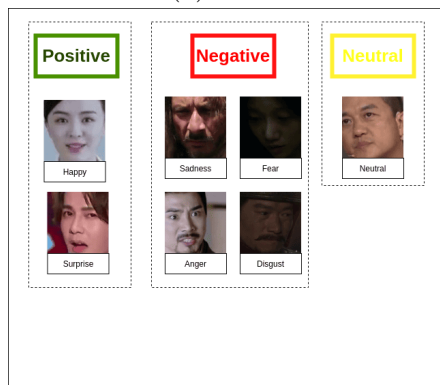 Positive
Negative
Neutral
Happy
Sadness
Fear
Neutral
Surprise
Anger
Disgust